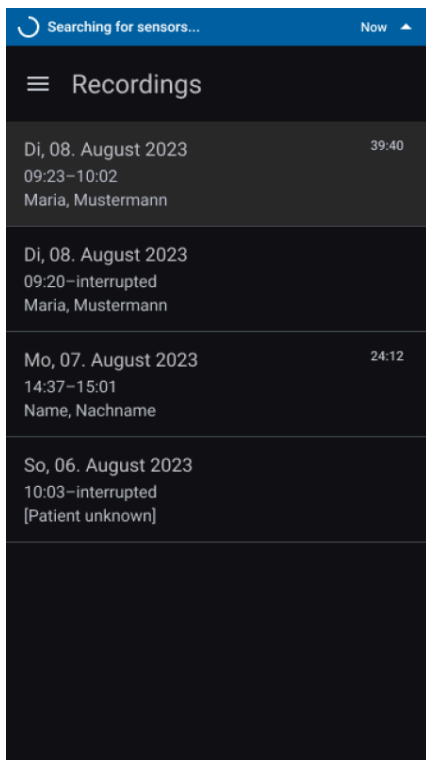 Searching for sensors... Now
Recordings
Di, 08. August 2023 39:40
09:23–10:02
Maria, Mustermann
Di, 08. August 2023
09:20–interrupted
Maria, Mustermann
Mo, 07. August 2023 24:12
14:37–15:01
Name, Nachname
So, 06. August 2023
10:03–interrupted
[Patient unknown]